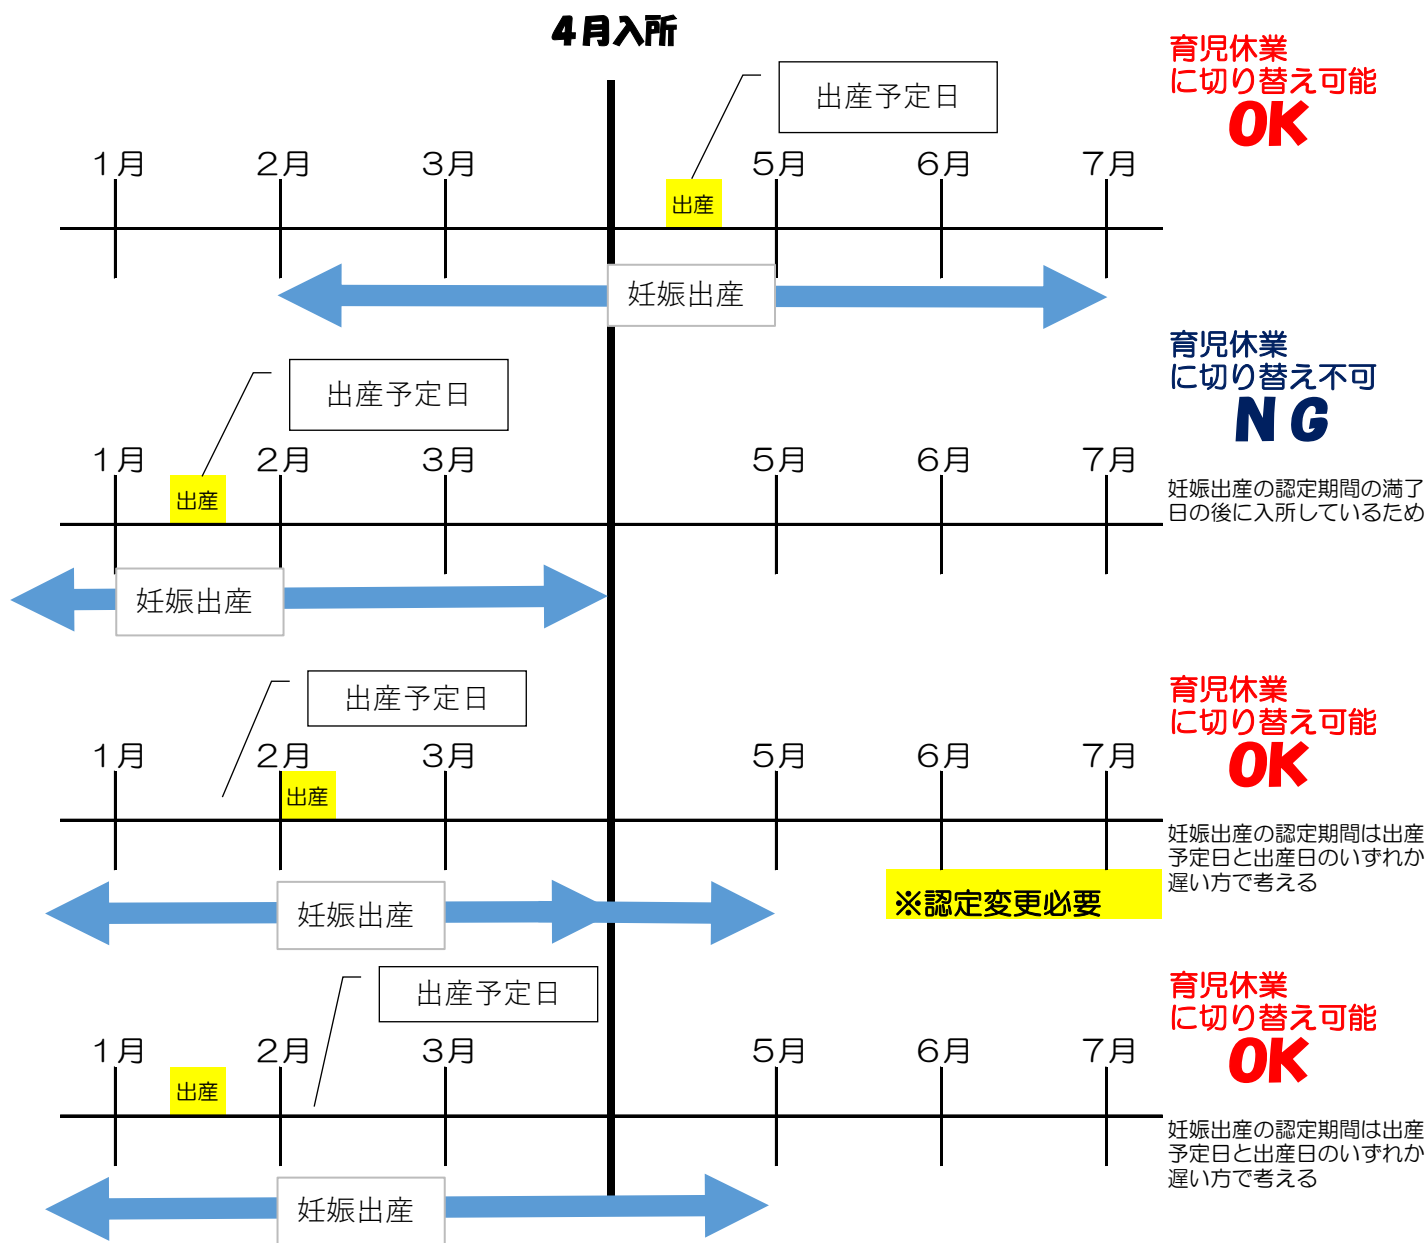 ４月入所
育児休業
に切り替え可能
OK
出産予定日
１月 ２月 ３月 ５月 ６月 ７月
出産
妊娠出産
育児休業
に切り替え不可
ＮＧ
妊娠出産の認定期間の満了
日の後に入所しているため
出産予定日
１月 ２月 ３月 ５月 ６月 ７月
出産
妊娠出産
育児休業
に切り替え可能
OK
妊娠出産の認定期間は出産
予定日と出産日のいずれか
遅い方で考える
出産予定日
１月 ２月 ３月 ５月 ６月 ７月
出産
妊娠出産
※認定変更必要
育児休業
に切り替え可能
OK
妊娠出産の認定期間は出産
予定日と出産日のいずれか
遅い方で考える
出産予定日
１月 ２月 ３月 ５月 ６月 ７月
出産
妊娠出産